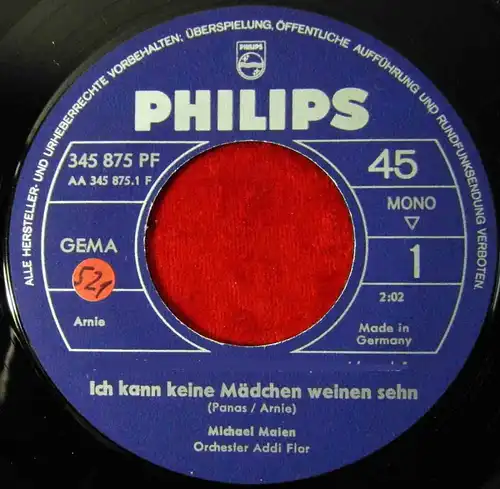 ALLE HERSTELLER- UND URHEBERRECHTE VORBEHALTEN; ÜBERSPIELUNG, ÖFFENTLICHE AUFFÜHRUNG UND RUNDFUNKSENDUNG VERBOTEN.
PHILIPS
PHILIPS
345 875 PF
AA 345 875.1 F
45
MONO
GEMA
1
521
2:02
Arnie
Made in
Germany
Ich kann keine Mädchen weinen sehn
(Panas / Arnie)
Michael Maien
Orchester Addi Flor